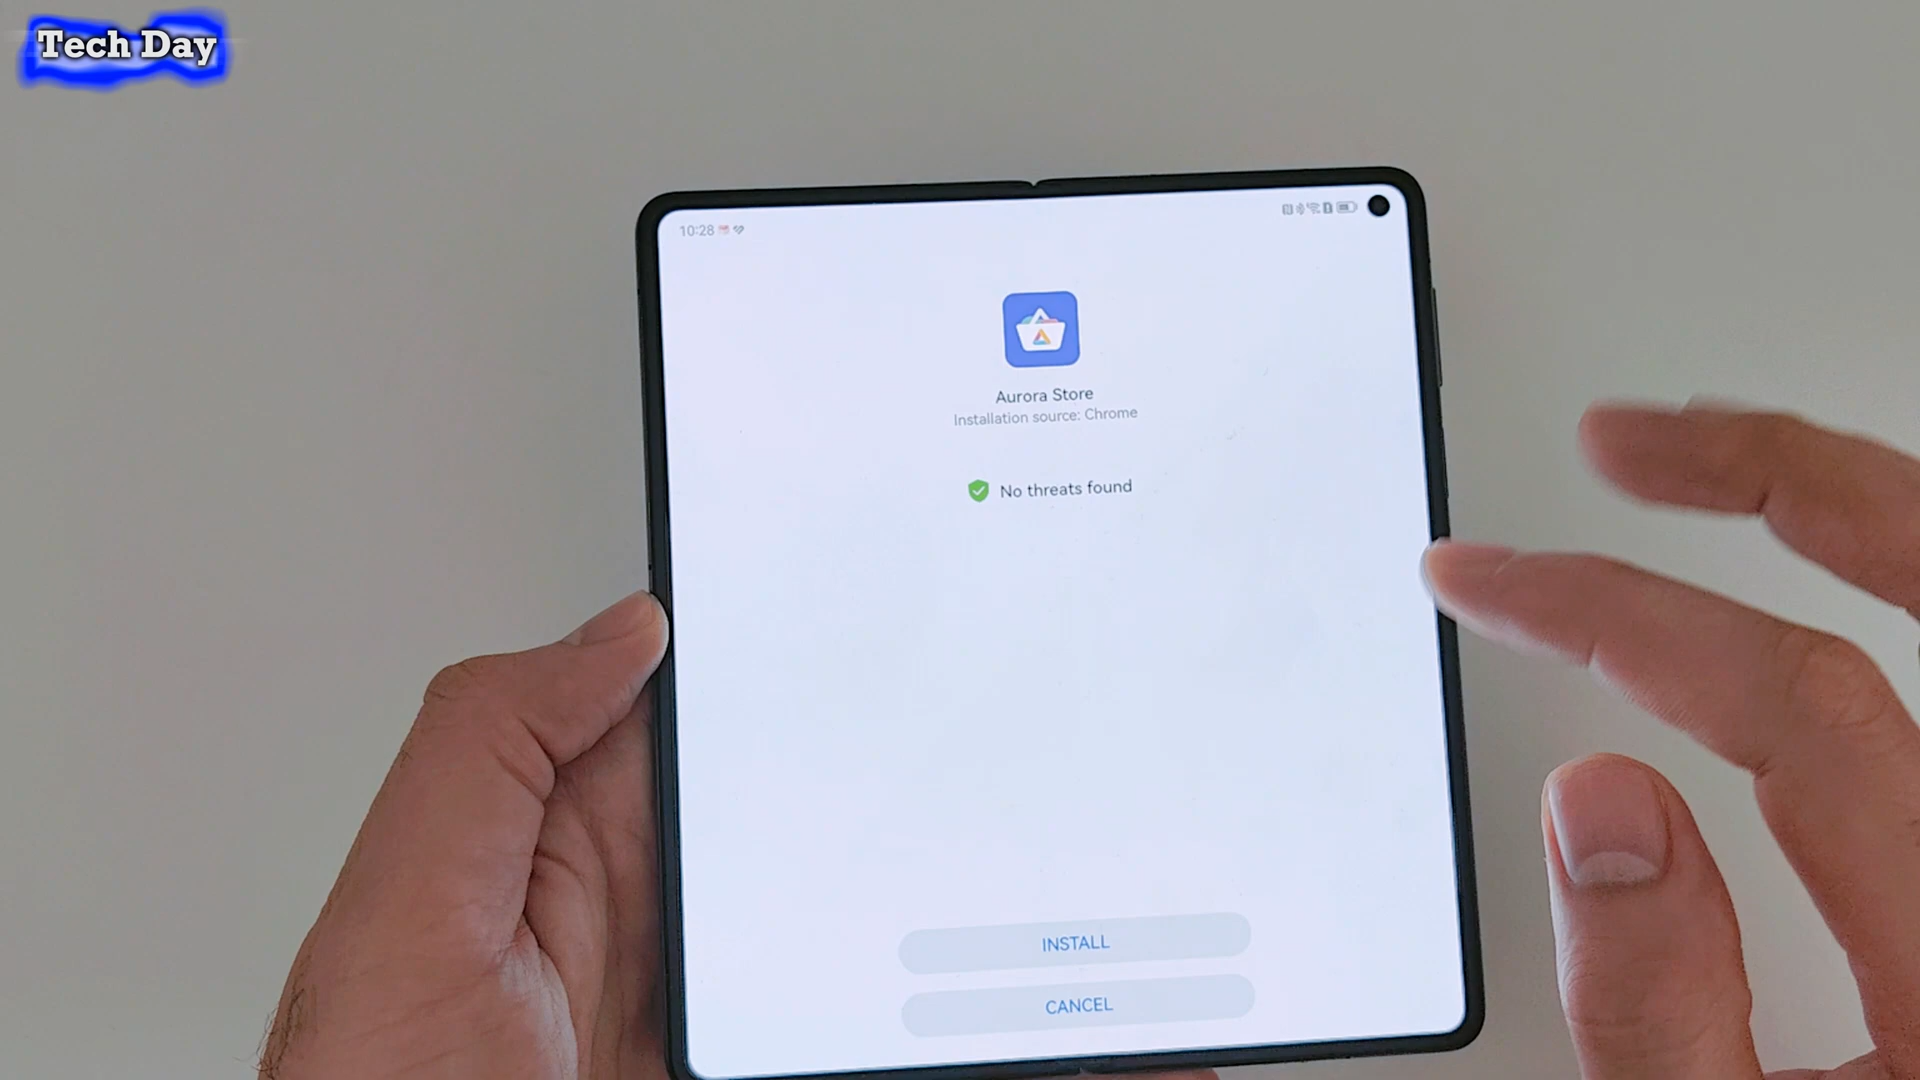 Tech Day
10:28
Aurora Store
Installation source: Chrome
No threats found
INSTALL
CANCEL